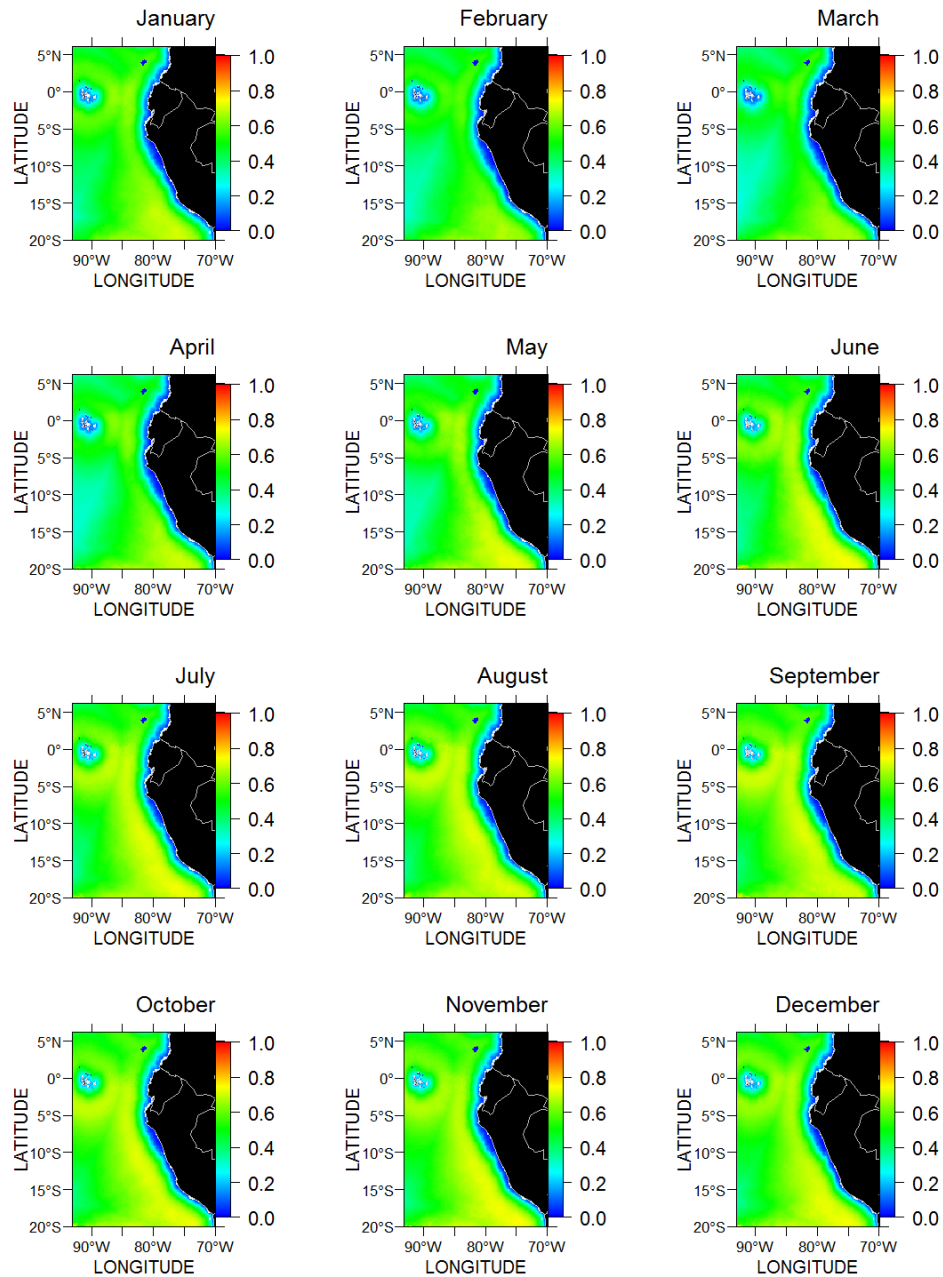 January
February
March
5°N
0°
5°S
10°S
15°S
20°S
LATITUDE
90°W 80°W 70°W
LONGITUDE
1.0
0.8
0.6
0.4
0.2
0.0
5°N
0°
5°S
10°S
15°S
20°S
LATITUDE
90°W 80°W 70°W
LONGITUDE
1.0
0.8
0.6
0.4
0.2
0.0
5°N
0°
5°S
10°S
15°S
20°S
LATITUDE
90°W 80°W 70°W
LONGITUDE
1.0
0.8
0.6
0.4
0.2
0.0
April
May
June
5°N
0°
5°S
10°S
15°S
20°S
LATITUDE
90°W 80°W 70°W
LONGITUDE
1.0
0.8
0.6
0.4
0.2
0.0
5°N
0°
5°S
10°S
15°S
20°S
LATITUDE
90°W 80°W 70°W
LONGITUDE
1.0
0.8
0.6
0.4
0.2
0.0
5°N
0°
5°S
10°S
15°S
20°S
LATITUDE
90°W 80°W 70°W
LONGITUDE
1.0
0.8
0.6
0.4
0.2
0.0
July
August
September
5°N
0°
5°S
10°S
15°S
20°S
LATITUDE
90°W 80°W 70°W
LONGITUDE
1.0
0.8
0.6
0.4
0.2
0.0
5°N
0°
5°S
10°S
15°S
20°S
LATITUDE
90°W 80°W 70°W
LONGITUDE
1.0
0.8
0.6
0.4
0.2
0.0
5°N
0°
5°S
10°S
15°S
20°S
LATITUDE
90°W 80°W 70°W
LONGITUDE
1.0
0.8
0.6
0.4
0.2
0.0
October
November
December
5°N
0°
5°S
10°S
15°S
20°S
LATITUDE
90°W 80°W 70°W
LONGITUDE
1.0
0.8
0.6
0.4
0.2
0.0
5°N
0°
5°S
10°S
15°S
20°S
LATITUDE
90°W 80°W 70°W
LONGITUDE
1.0
0.8
0.6
0.4
0.2
0.0
5°N
0°
5°S
10°S
15°S
20°S
LATITUDE
90°W 80°W 70°W
LONGITUDE
1.0
0.8
0.6
0.4
0.2
0.0